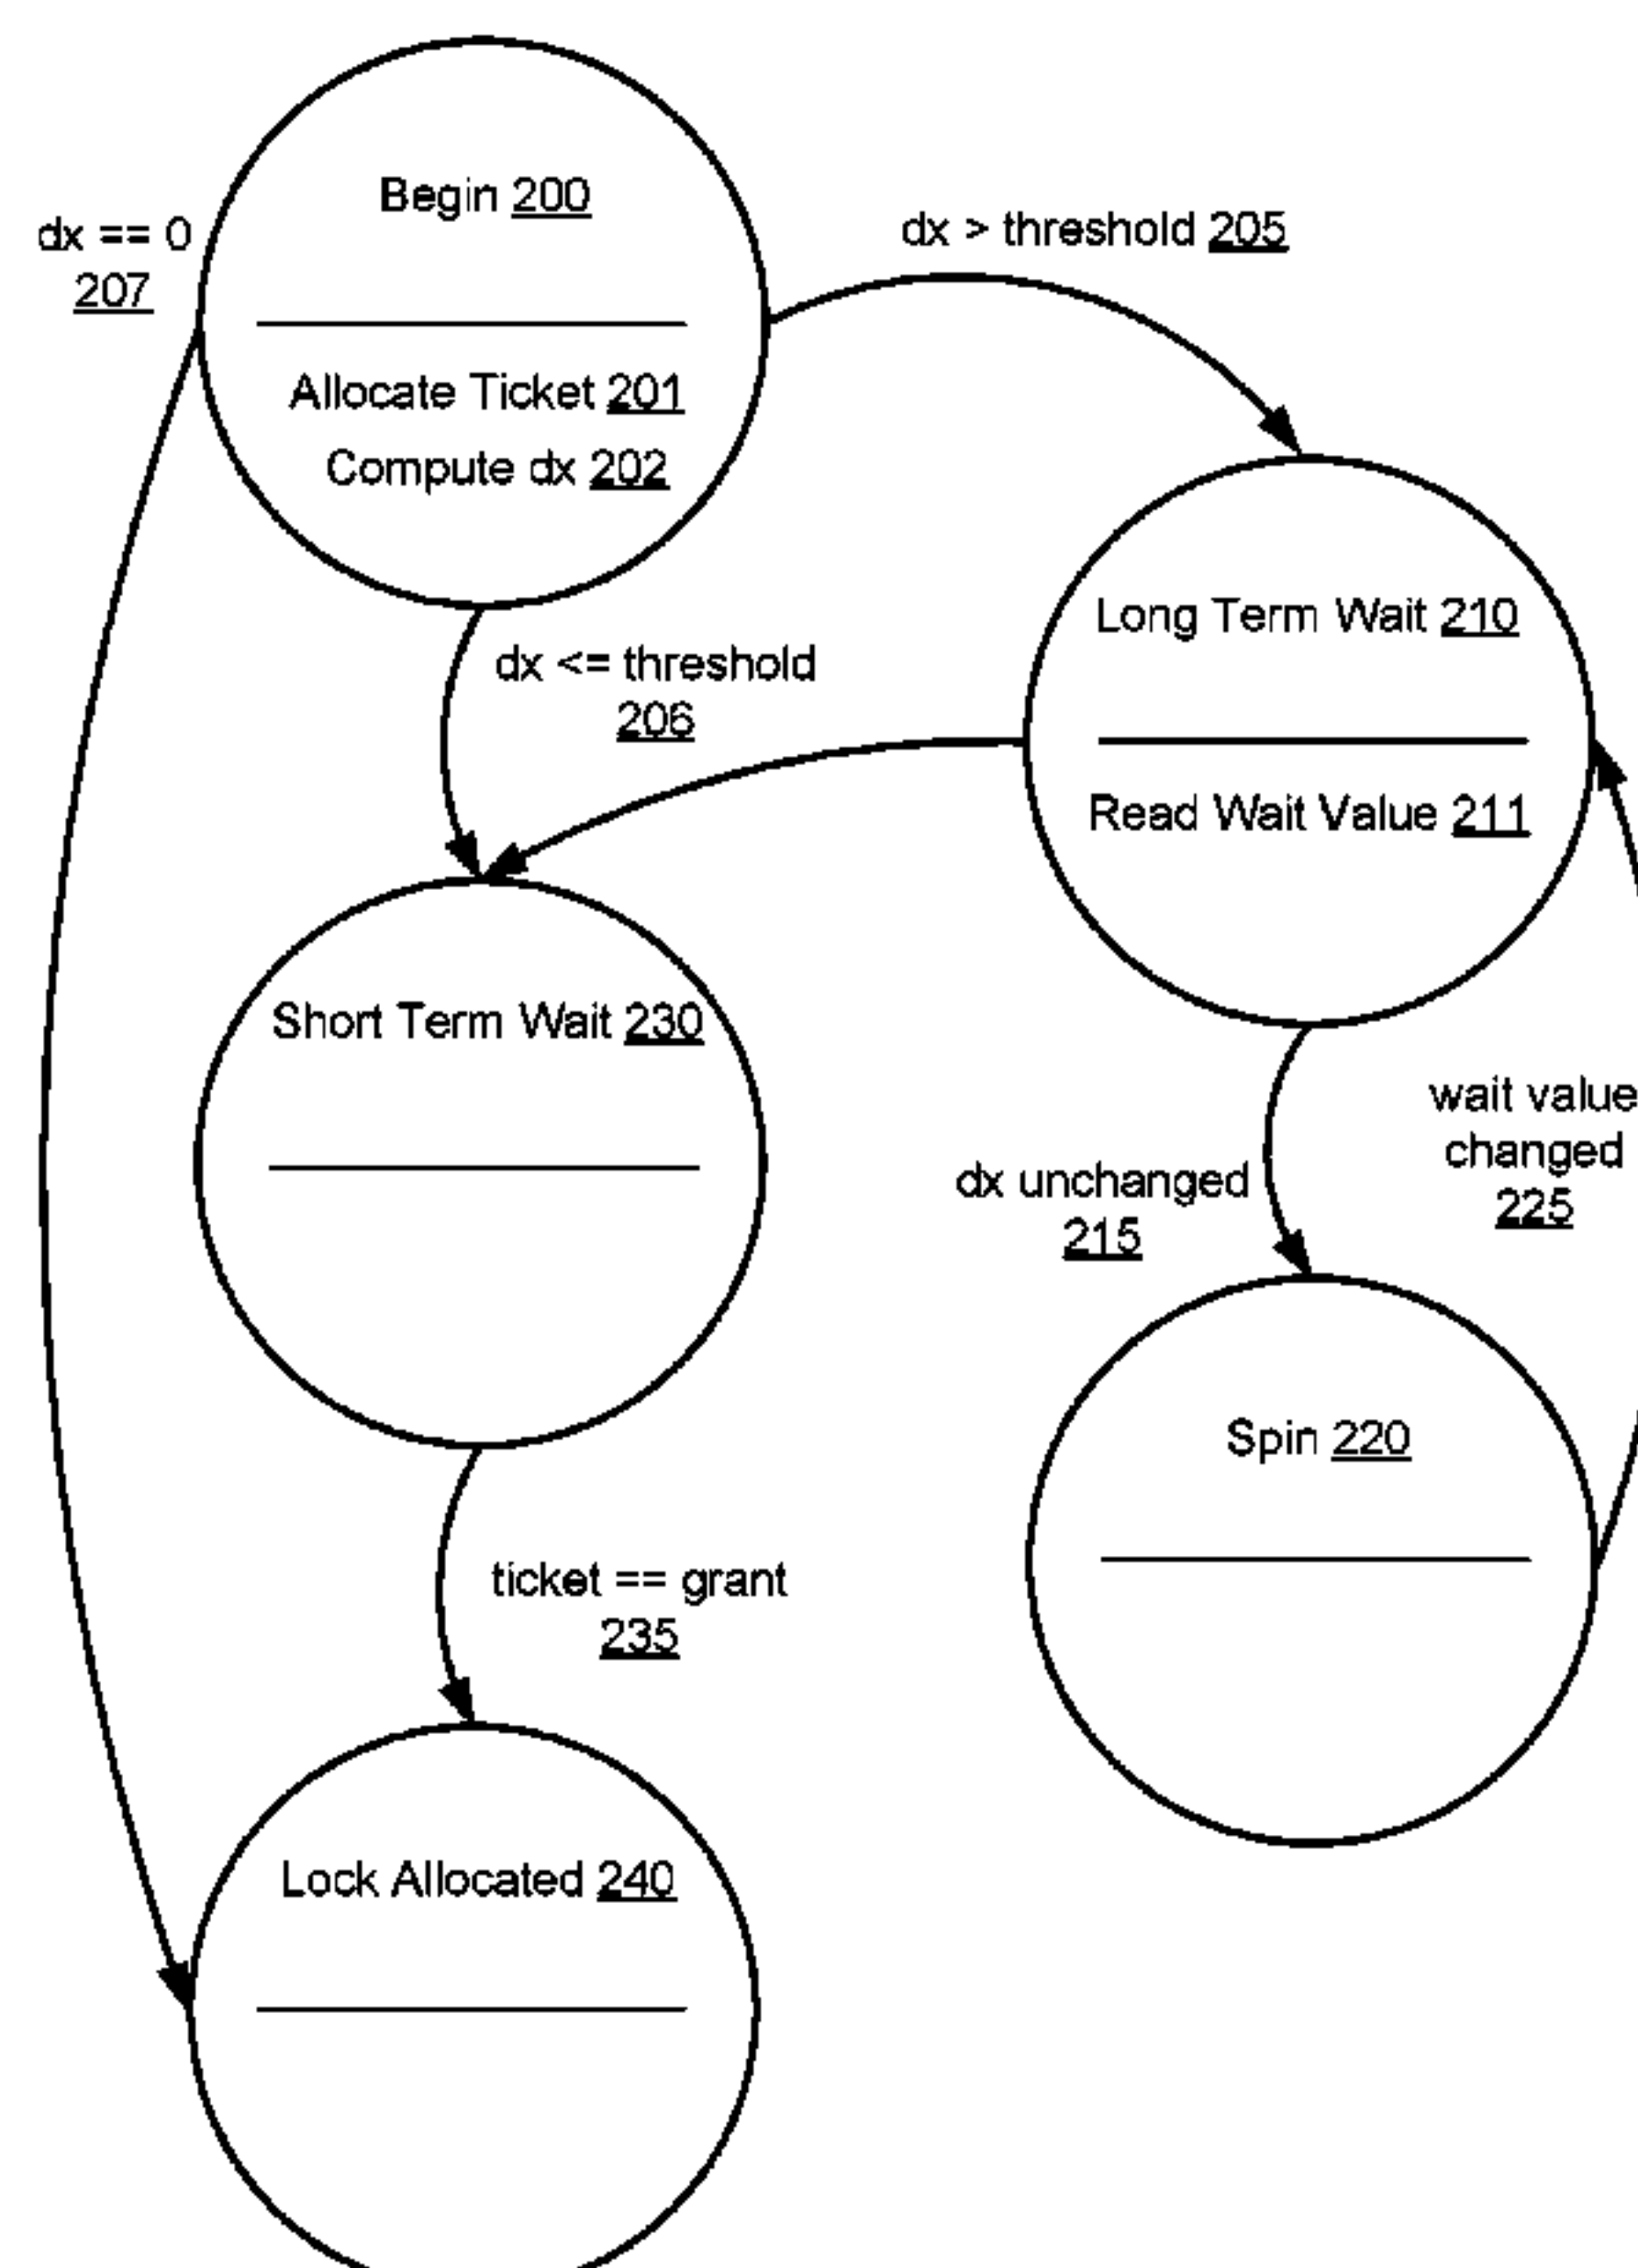 Begin 200
dx == 0
207
dx > threshold 205
Allocate Ticket 201
Compute dx 202
Long Term Wait 210
dx <= threshold
206
Read Wait Value 211
Short Term Wait 230
wait value
changed
225
dx unchanged
215
Spin 220
ticket == grant
235
Lock Allocated 240